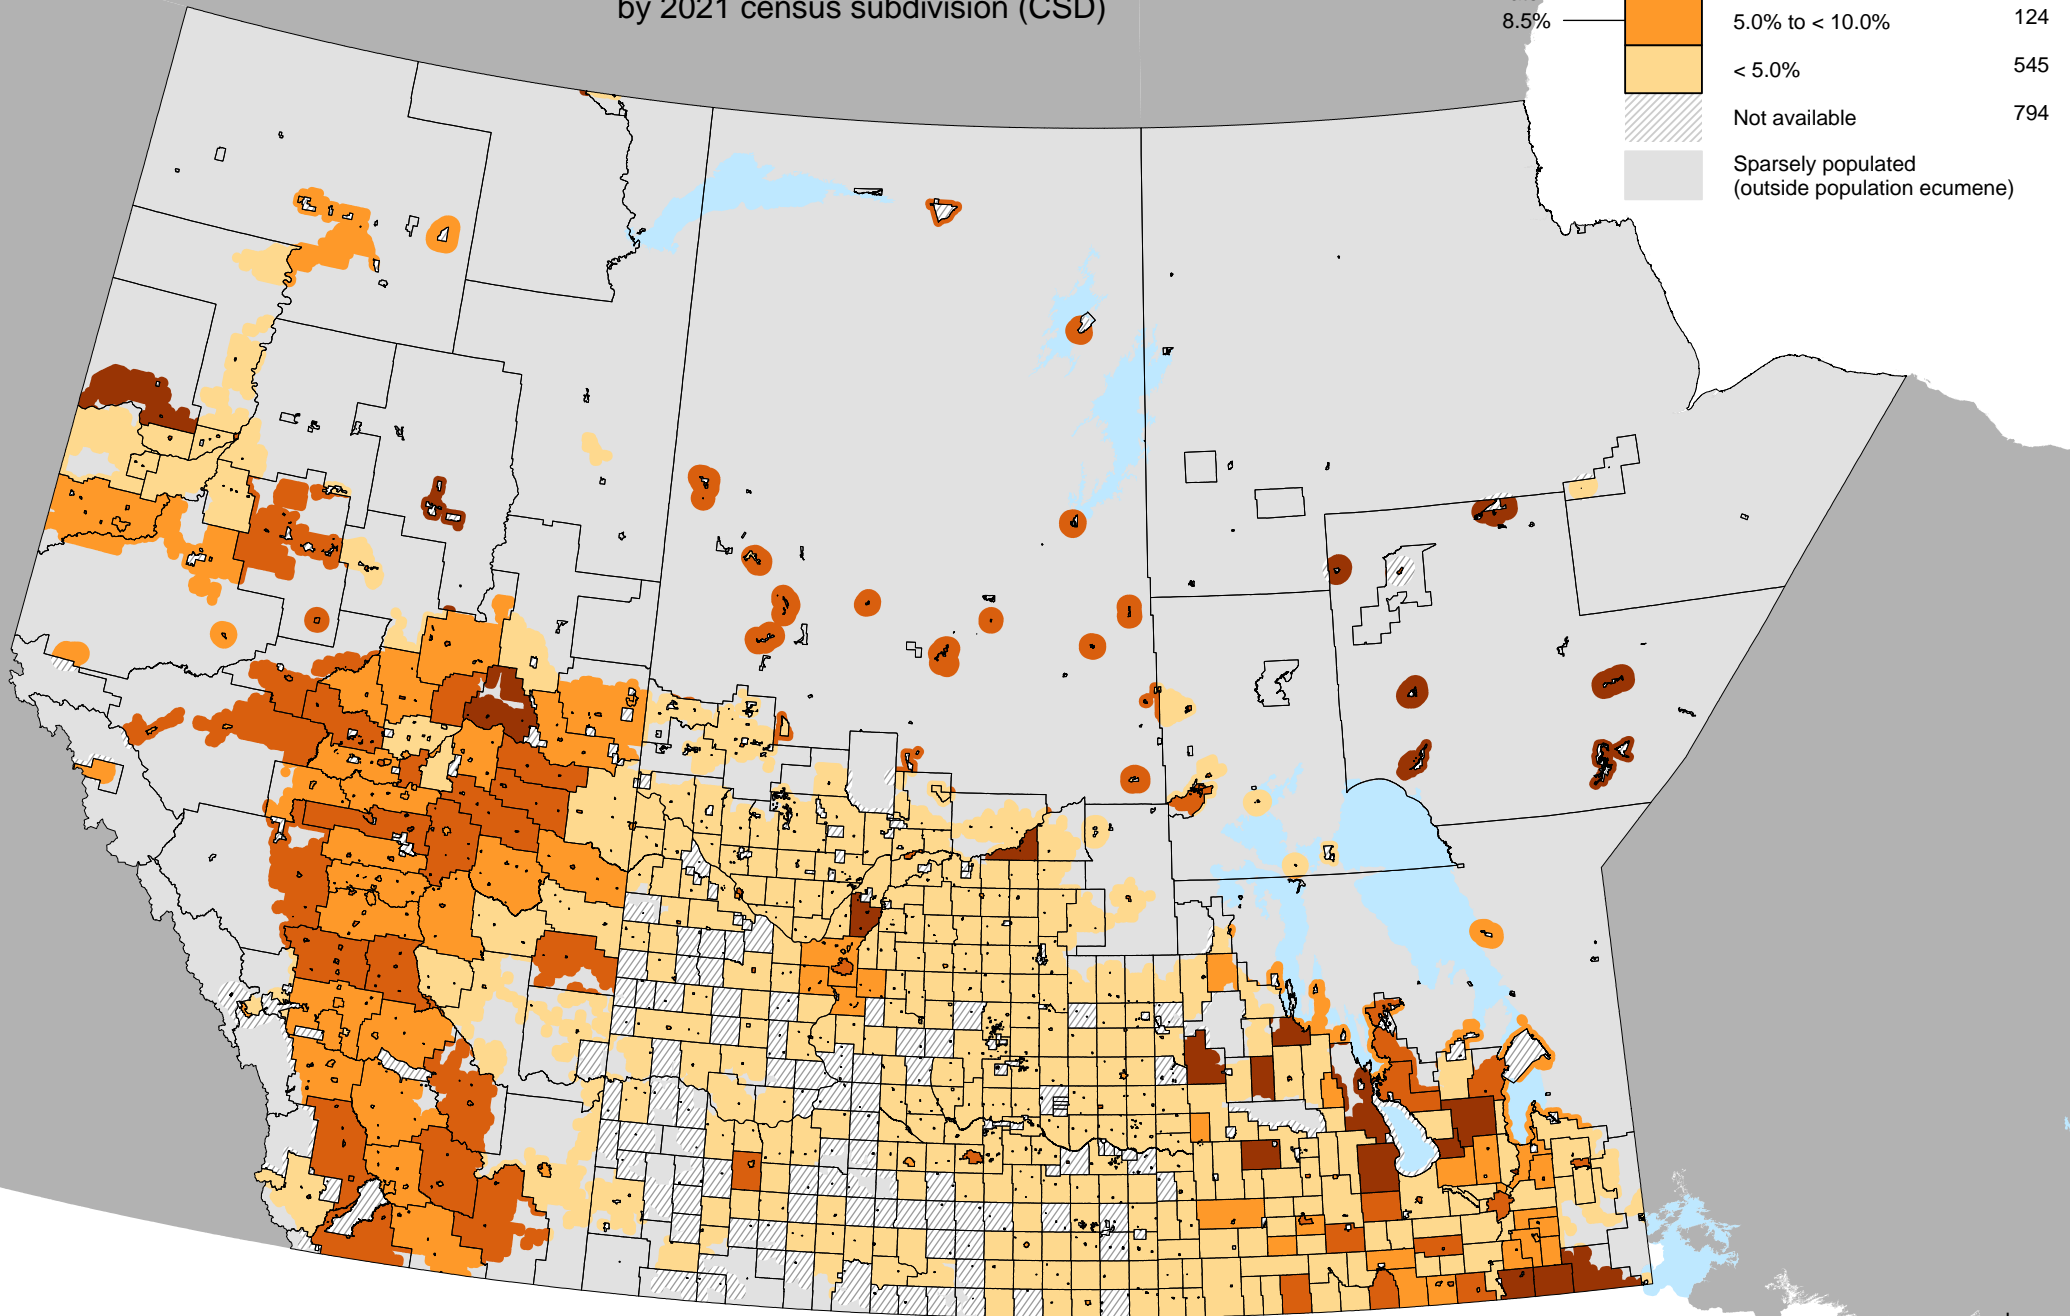 by 2021 census subdivision (CSD)
8.5%
5.0% to < 10.0% 124
< 5.0% 545
Not available 794
Sparsely populated
(outside population ecumene)